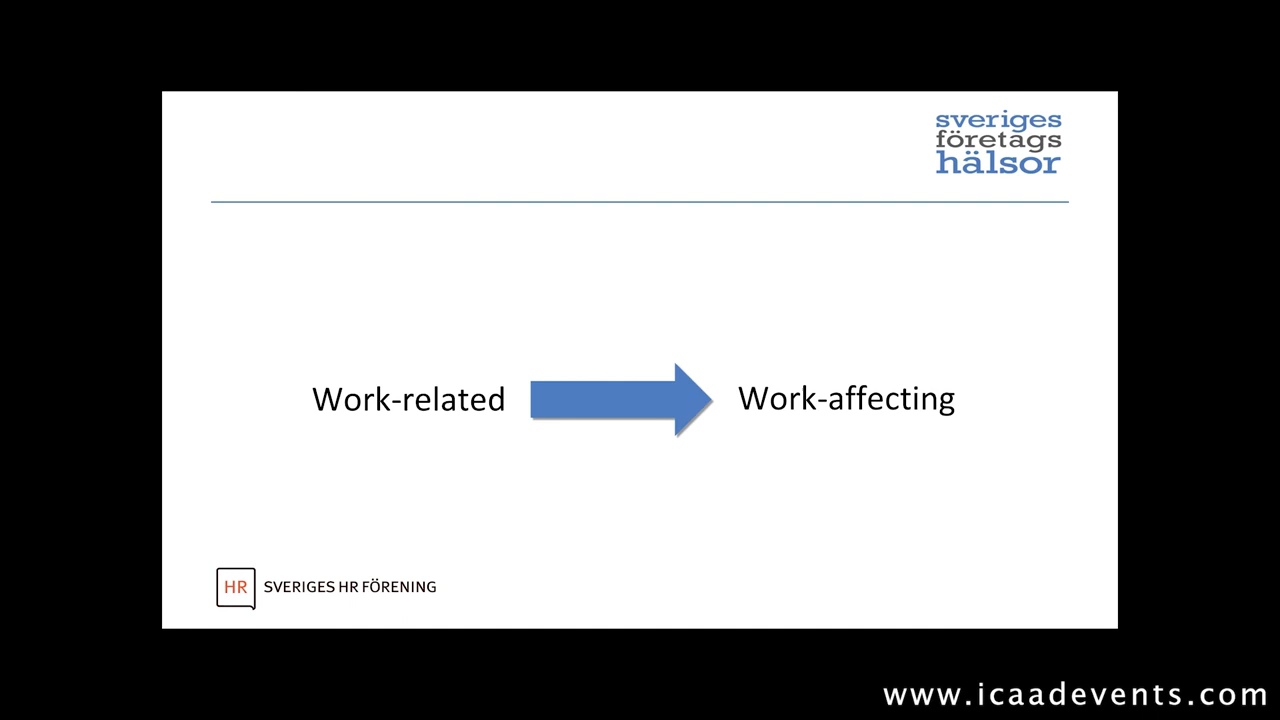 sveriges
företags
hälsor
Work-related
Work-affecting
HR SVERIGES HR FÖRENING
www.icaadevents.com